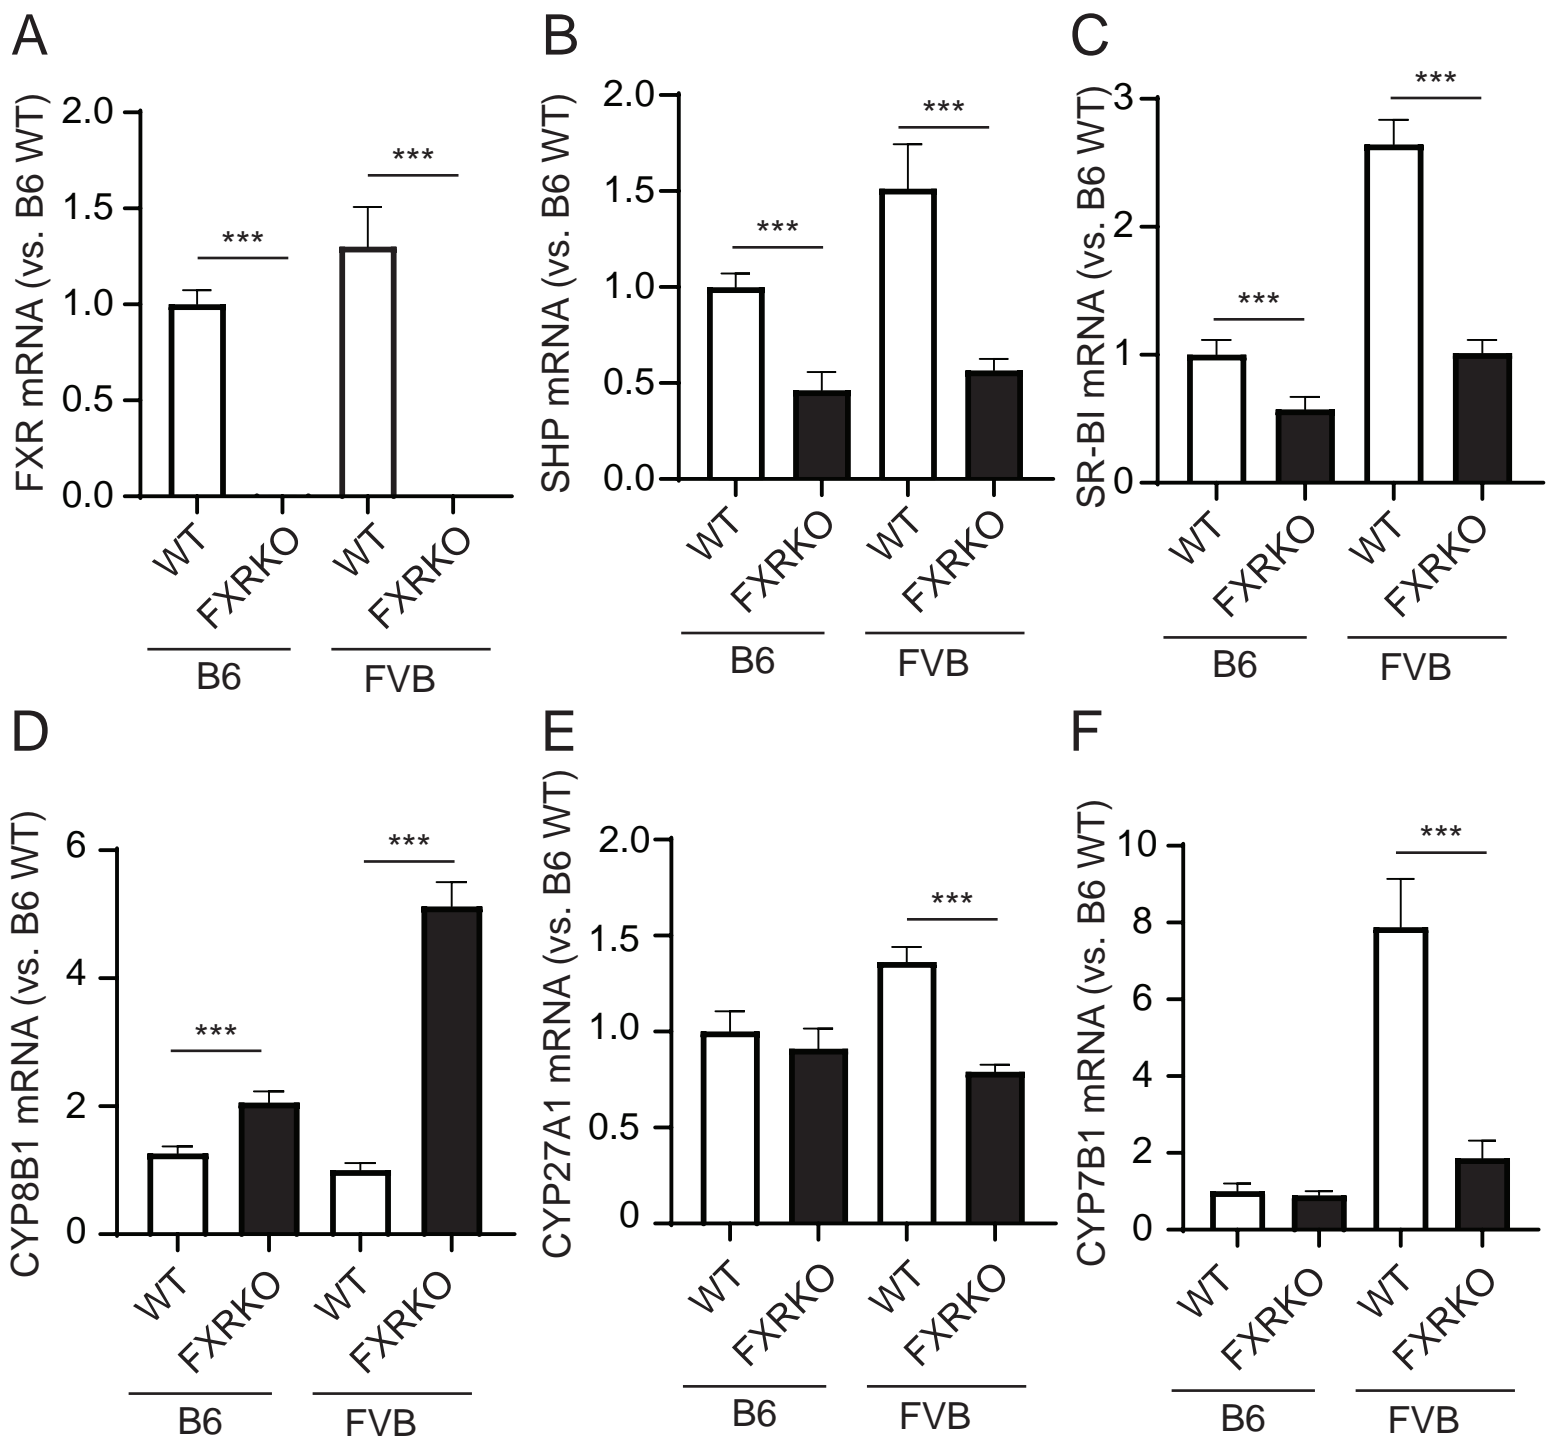 A
FXR mRNA (vs. B6 WT)
2.0
1.5
1.0
0.5
0.0
***
***
WT
FXRKO
WT
FXRKO
B6
FVB
B
SHP mRNA (vs. B6 WT)
2.0
1.5
1.0
0.5
0.0
***
***
WT
FXRKO
WT
FXRKO
B6
FVB
C
SR-BI mRNA (vs. B6 WT)
3
2
1
0
***
***
WT
FXRKO
WT
FXRKO
B6
FVB
D
CYP8B1 mRNA (vs. B6 WT)
6
4
2
0
***
***
WT
FXRKO
WT
FXRKO
B6
FVB
E
CYP27A1 mRNA (vs. B6 WT)
2.0
1.5
1.0
0.5
0
***
WT
FXRKO
WT
FXRKO
B6
FVB
F
CYP7B1 mRNA (vs. B6 WT)
10
8
6
4
2
0
***
WT
FXRKO
WT
FXRKO
B6
FVB